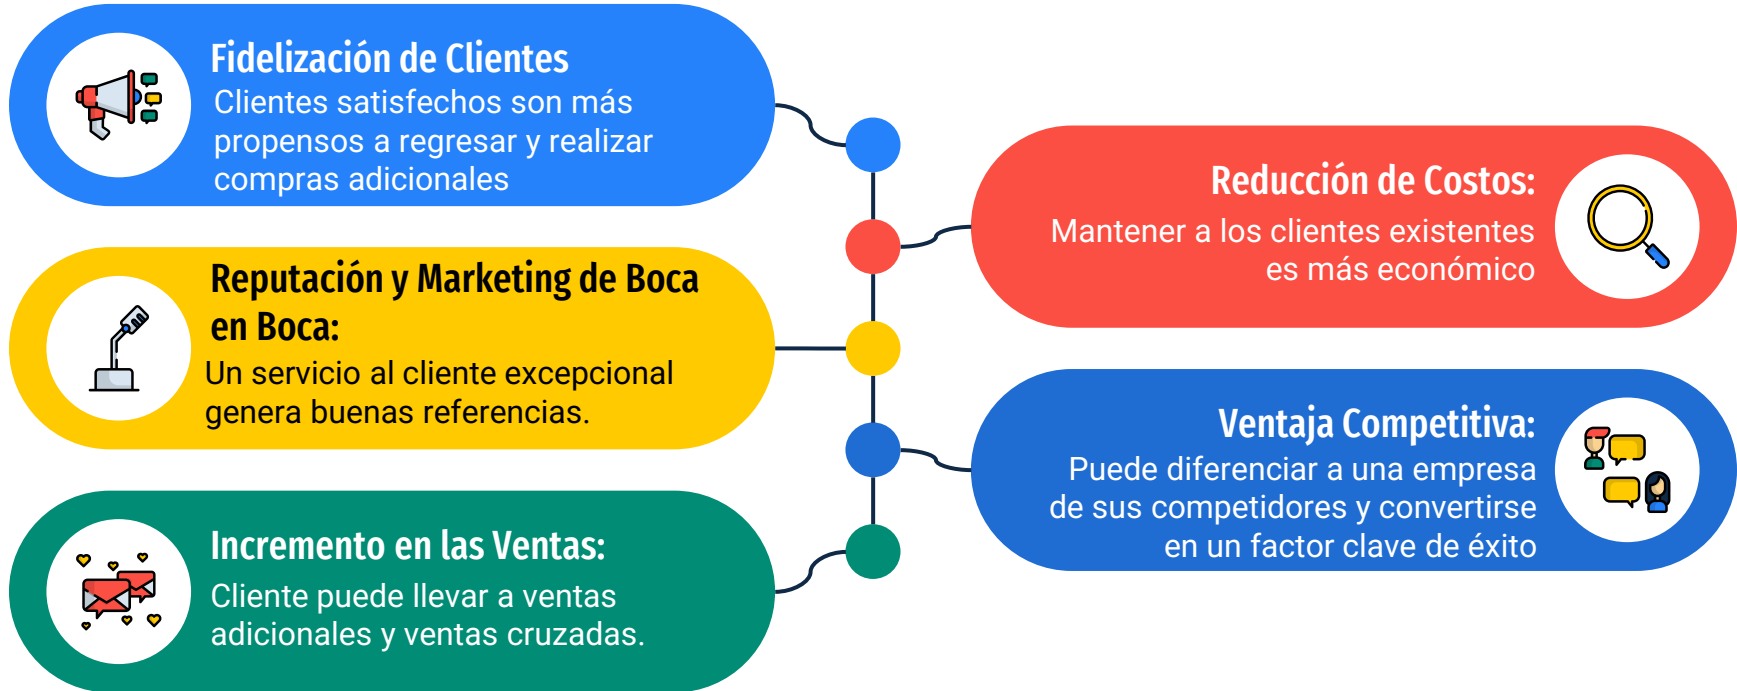 Fidelización de Clientes
Clientes satisfechos son más
propensos a regresar y realizar
compras adicionales
Reducción de Costos:
Mantener a los clientes existentes
es más económico
Reputación y Marketing de Boca
en Boca:
Un servicio al cliente excepcional
genera buenas referencias.
Ventaja Competitiva:
Puede diferenciar a una empresa
de sus competidores y convertirse
en un factor clave de éxito
Incremento en las Ventas:
Cliente puede llevar a ventas
adicionales y ventas cruzadas.